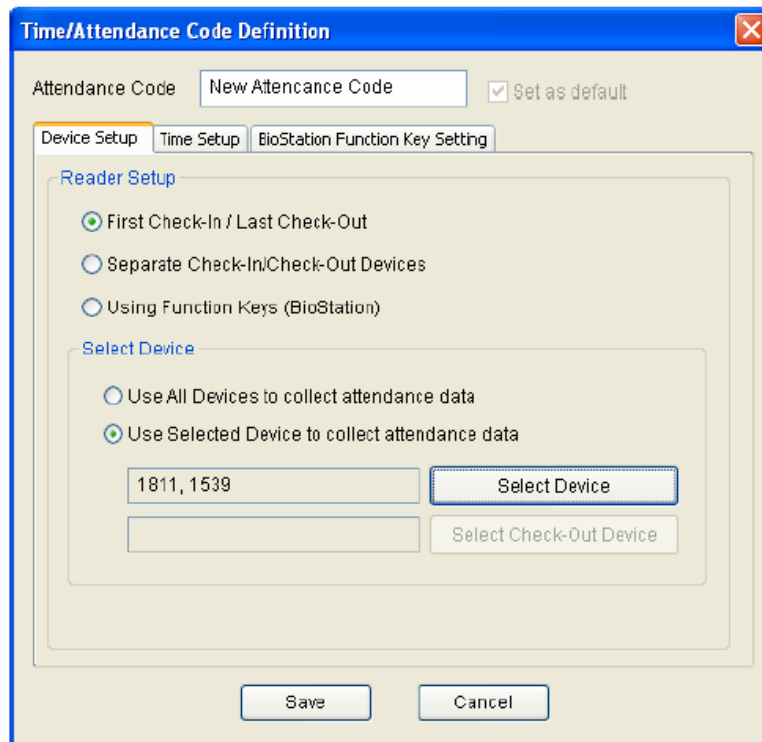 Time/Attendance Code Definition
Attendance Code New Attencance Code Set as default
Device Setup Time Setup BioStation Function Key Setting
Reader Setup
First Check-In / Last Check-Out
Separate Check-In/Check-Out Devices
Using Function Keys (BioStation)
Select Device
Use All Devices to collect attendance data
Use Selected Device to collect attendance data
1811, 1539 Select Device
Select Check-Out Device
Save Cancel